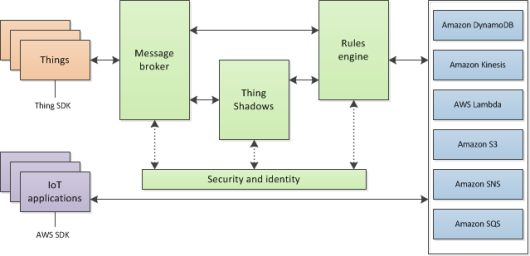 Things
Thing SDK
Message
broker
Thing
Shadows
Rules
engine
Security and identity
IoT
applications
AWS SDK
Amazon DynamoDB
Amazon Kinesis
AWS Lambda
Amazon S3
Amazon SNS
Amazon SQS